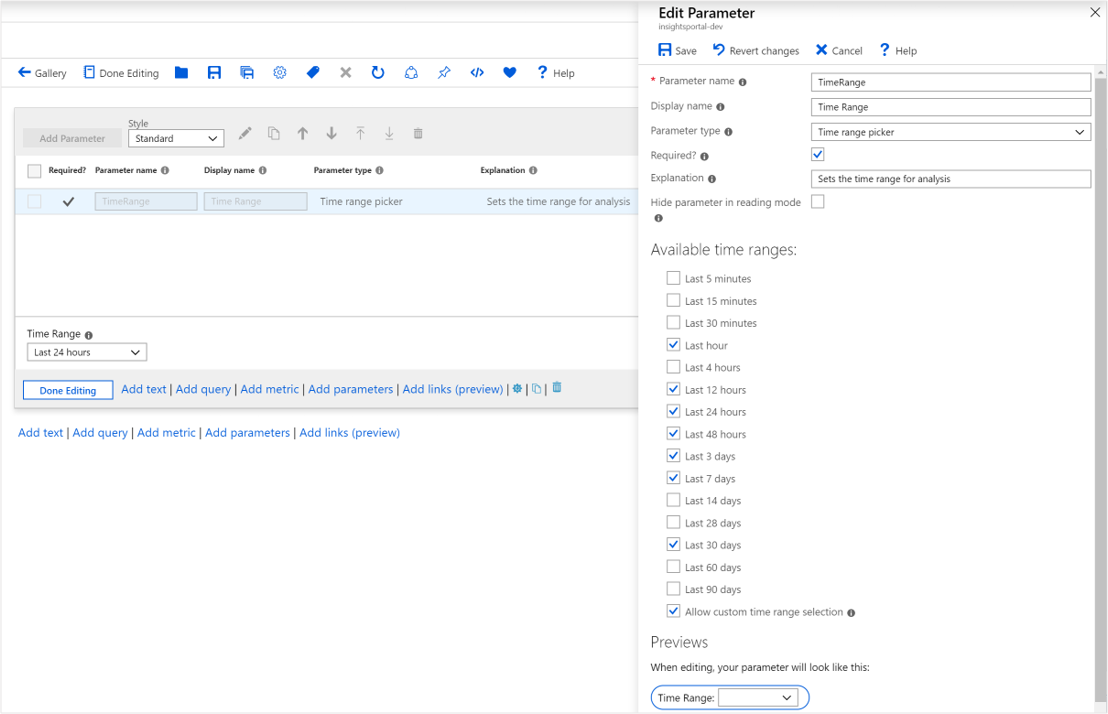 Edit Parameter
insightsportal-dev
Save Revert changes Cancel ? Help
Gallery Done Editing ? Help
* Parameter name TimeRange
Display name Time Range
Parameter type Time range picker
Required?
Explanation Sets the time range for analysis
Hide parameter in reading mode
Add Parameter Style Standard
Required? Parameter name Display name Parameter type Explanation
TimeRange Time Range Time range picker Sets the time range for analysis
Time Range
Last 24 hours
Done Editing Add text | Add query | Add metric | Add parameters | Add links (preview) | | |
Add text | Add query | Add metric | Add parameters | Add links (preview)
Available time ranges:
Last 5 minutes
Last 15 minutes
Last 30 minutes
Last hour
Last 4 hours
Last 12 hours
Last 24 hours
Last 48 hours
Last 3 days
Last 7 days
Last 14 days
Last 28 days
Last 30 days
Last 60 days
Last 90 days
Allow custom time range selection
Previews
When editing, your parameter will look like this:
Time Range: